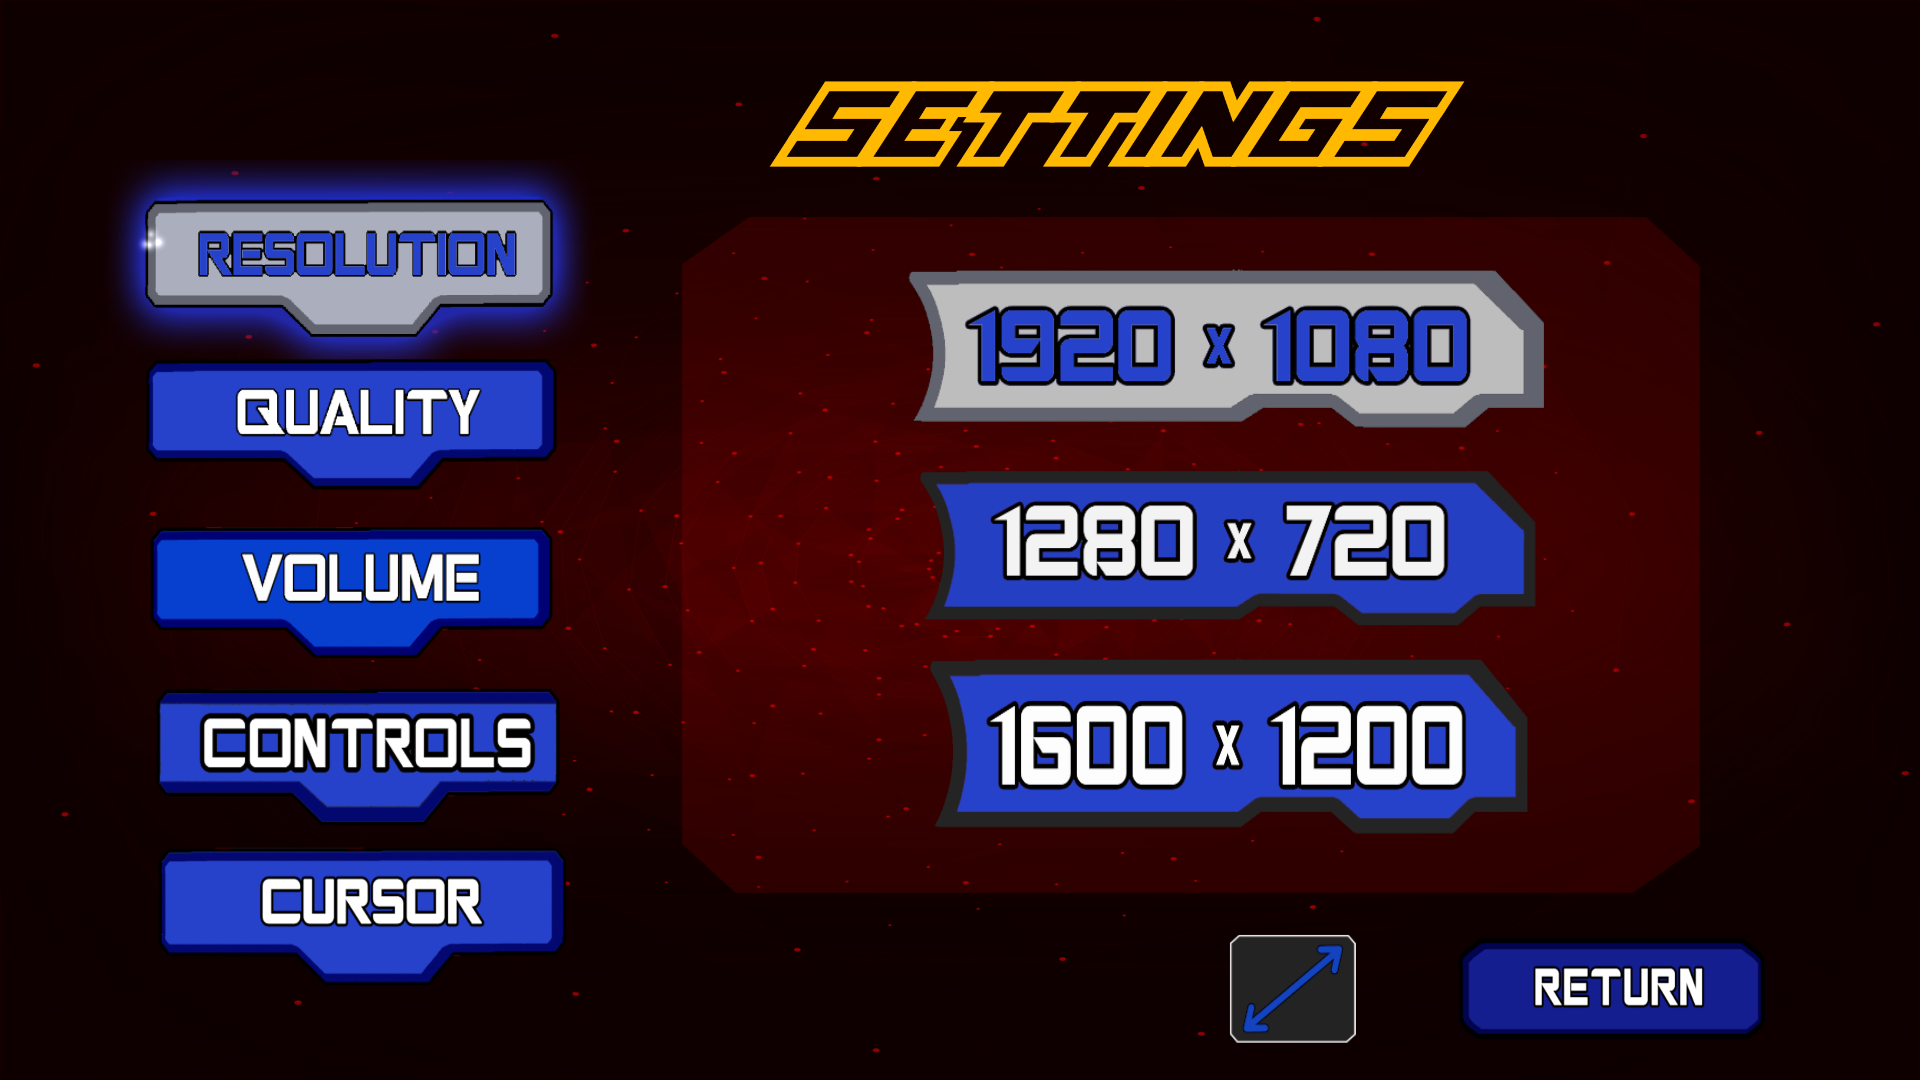 SETTINGS
RESOLUTION
QUALITY
VOLUME
CONTROLS
CURSOR
1920 x 1080
1280 x 720
1600 x 1200
RETURN